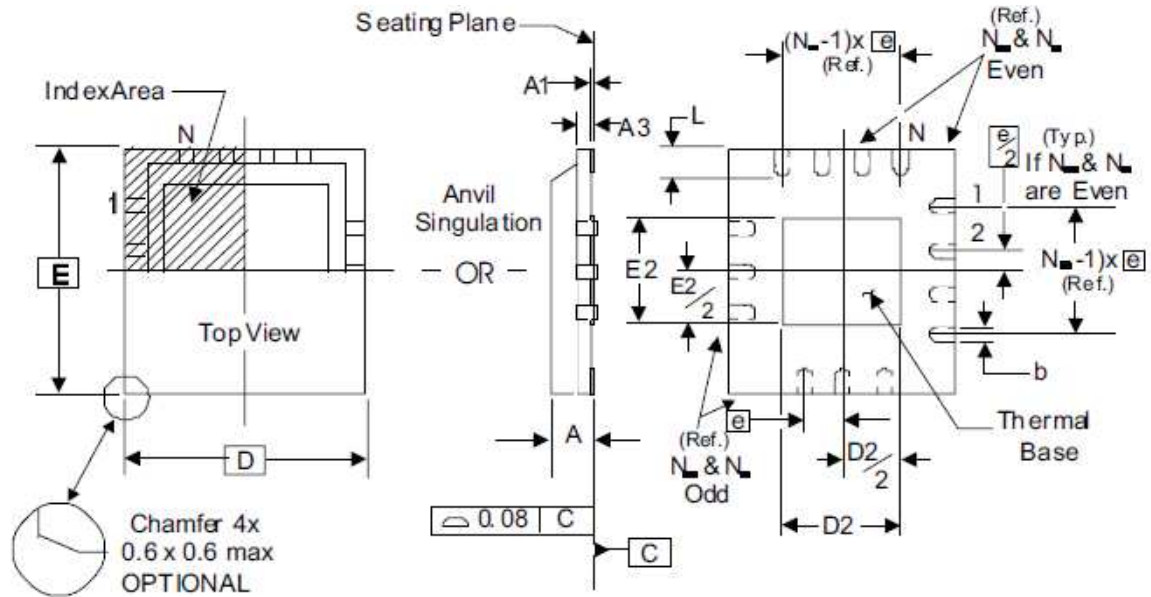 Seating Plane
Index Area
N
1
E
Top View
D
Chamfer 4x
0.6 x 0.6 max
OPTIONAL
A1
A3
L
Anvil
Singulation
OR
A
0.08 C
C
(N -1)x e
(Ref.)
(Ref.)
N & N
Even
N
e/2
(Typ.)
If N & N
are Even
1
2
N -1)x e
(Ref.)
E2
E2/2
b
e
(Ref.)
N & N
Odd
D2/2
D2
Thermal
Base